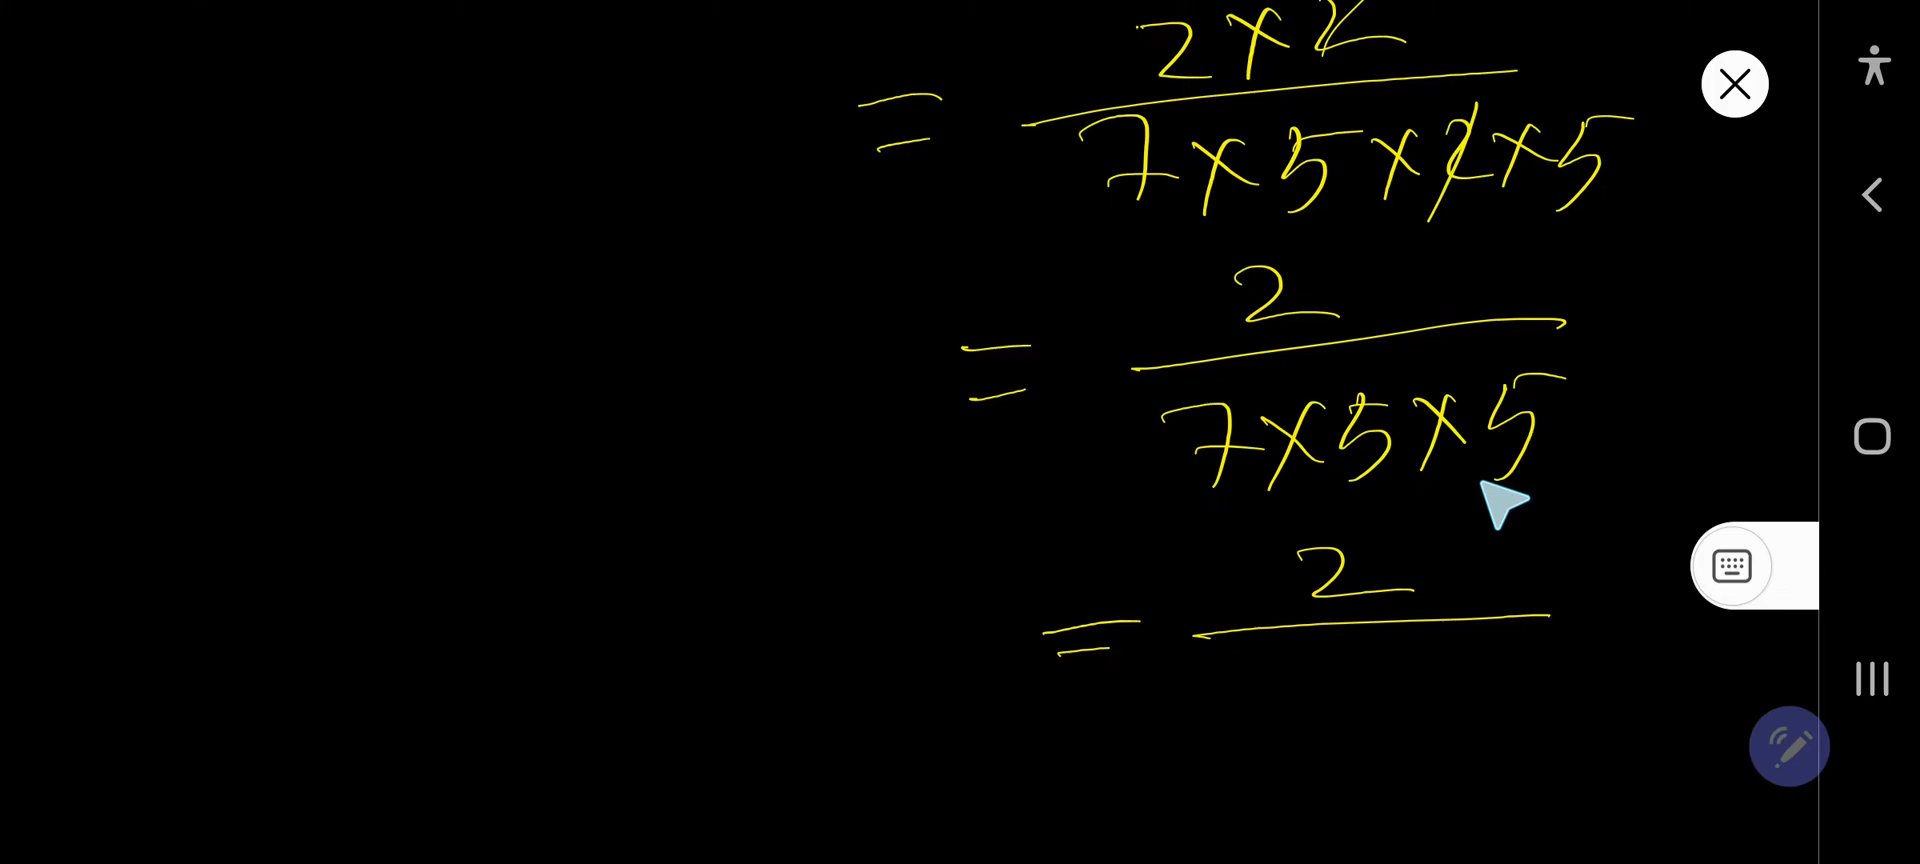 = 2 × 2 / 7 × 5 × 2 × 5
= 2 / 7 × 5 × 5
= 2 /